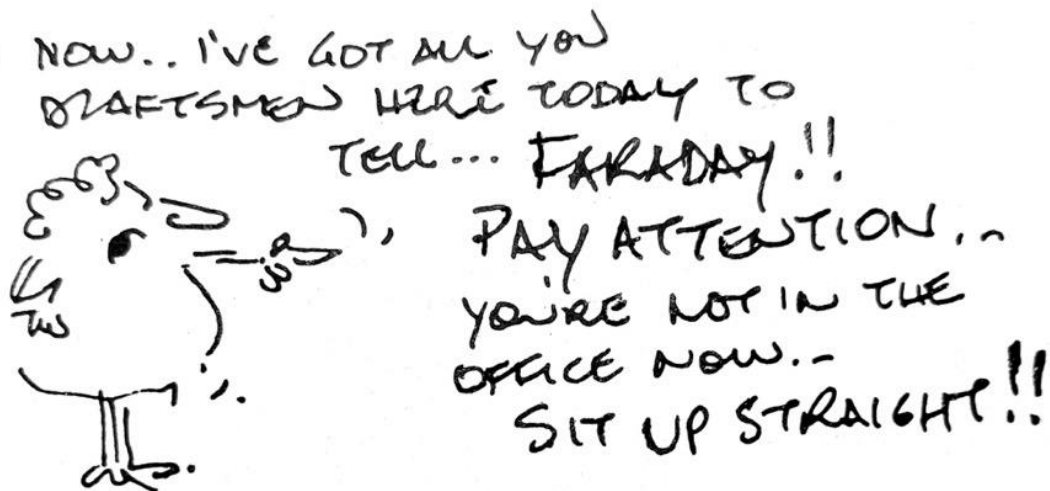 NOW.. I'VE GOT ALL YOU
DRAFTSMEN HERE TODAY TO
TELL... FARADAY!!
PAY ATTENTION..
YOU'RE NOT IN THE
OFFICE NOW..
SIT UP STRAIGHT!!